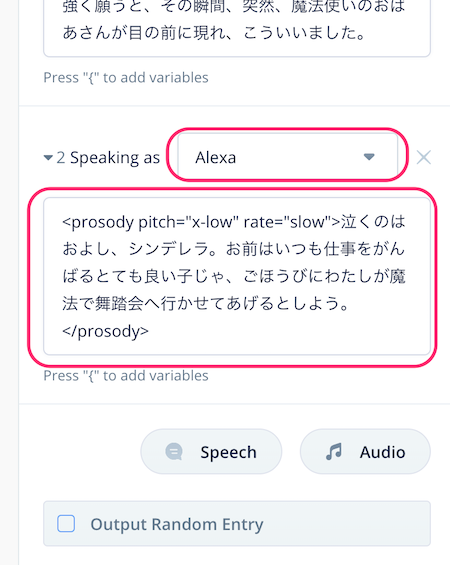 強く願うと、その瞬間、突然、魔法使いのおば
あさんが目の前に現れ、こういいました。
Press "{" to add variables
2 Speaking as
Alexa
<prosody pitch="x-low" rate="slow">泣くのは
およし、シンデレラ。お前はいつも仕事をがん
ばるとても良い子じゃ、ごほうびにわたしが魔
法で舞踏会へ行かせてあげるとしよう。
</prosody>
Press "{" to add variables
Speech
Audio
Output Random Entry